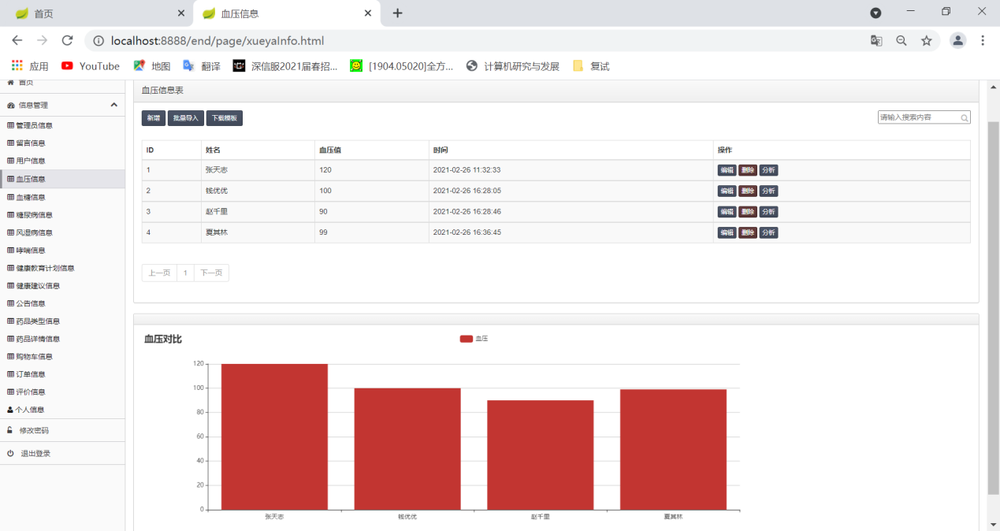 首页
血压信息
localhost:8888/end/page/xueyaInfo.html
应用
YouTube
地图
翻译
深信服2021届春招...
[1904.05020]全方...
计算机研究与发展
复试
首页
信息管理
管理员信息
留言信息
用户信息
血压信息
血糖信息
糖尿病信息
风湿病信息
哮喘信息
健康教育计划信息
健康建议信息
公告信息
药品类型信息
药品详情信息
购物车信息
订单信息
评价信息
个人信息
修改密码
退出登录
血压信息表
新增 批量导入 下载模板 请输入搜索内容
ID 姓名 血压值 时间 操作
1 张天志 120 2021-02-26 11:32:33 编辑 删除 分析
2 钱优优 100 2021-02-26 16:28:05 编辑 删除 分析
3 赵千里 90 2021-02-26 16:28:46 编辑 删除 分析
4 夏其林 99 2021-02-26 16:36:45 编辑 删除 分析
上一页 1 下一页
血压对比
血压
120
100
80
60
40
20
0
张天志 钱优优 赵千里 夏其林